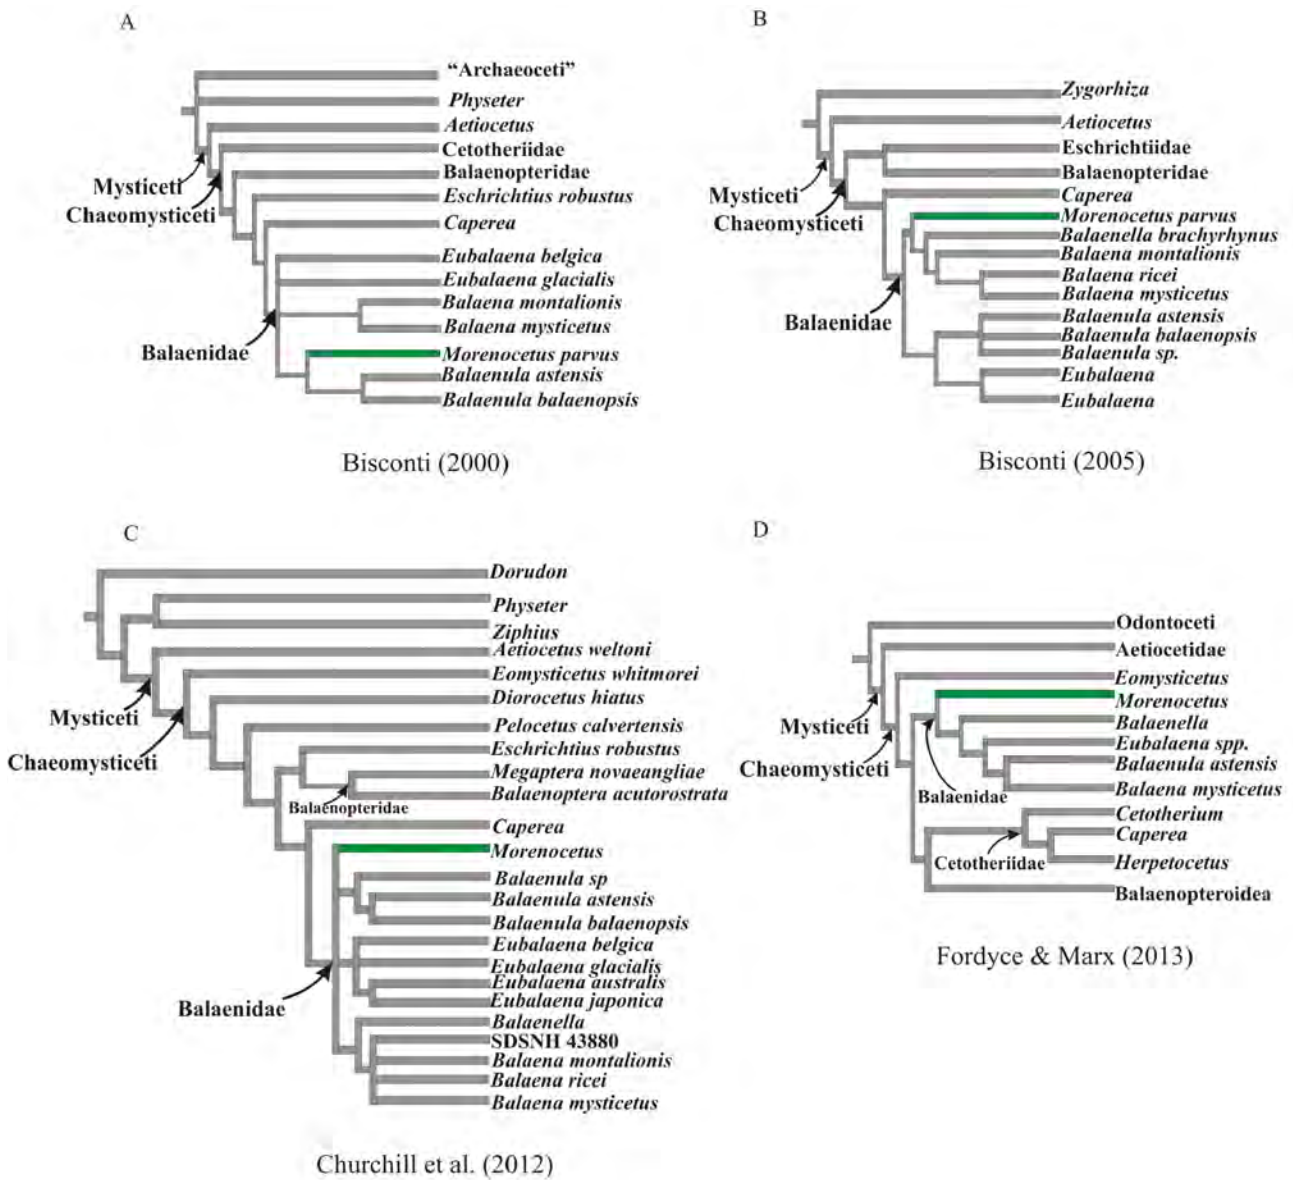 A
"Archaeoceti"
Physeter
Aetiocetus
Cetotheriidae
Balaenopteridae
Eschrichtius robustus
Caperea
Eubalaena belgica
Eubalaena glacialis
Balaena montalionis
Balaena mysticetus
Morenocetus parvus
Balaenula astensis
Balaenula balaenopsis
Mysticeti
Chaeomysticeti
Balaenidae
Bisconti (2000)
B
Zygorhiza
Aetiocetus
Eschrichtiidae
Balaenopteridae
Caperea
Morenocetus parvus
Balaenella brachyrhynus
Balaena montalionis
Balaena ricei
Balaena mysticetus
Balaenula astensis
Balaenula balaenopsis
Balaenula sp.
Eubalaena
Eubalaena
Mysticeti
Chaeomysticeti
Balaenidae
Bisconti (2005)
C
Dorudon
Physeter
Ziphius
Aetiocetus weltoni
Eomysticetus whitmorei
Diorocetus hiatus
Pelocetus calvertensis
Eschrichtius robustus
Megaptera novaeangliae
Balaenoptera acutorostrata
Caperea
Morenocetus
Balaenula sp
Balaenula astensis
Balaenula balaenopsis
Eubalaena belgica
Eubalaena glacialis
Eubalaena australis
Eubalaena japonica
Balaenella
SDSNH 43880
Balaena montalionis
Balaena ricei
Balaena mysticetus
Mysticeti
Chaeomysticeti
Balaenopteridae
Balaenidae
Churchill et al. (2012)
D
Odontoceti
Aetiocetidae
Eomysticetus
Morenocetus
Balaenella
Eubalaena spp.
Balaenula astensis
Balaena mysticetus
Cetotherium
Caperea
Herpetocetus
Balaenopteroidea
Mysticeti
Chaeomysticeti
Balaenidae
Cetotheriidae
Fordyce & Marx (2013)